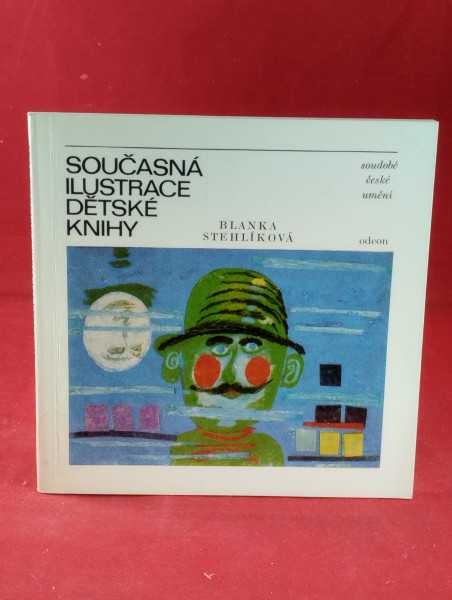 SOUČASNÁ
ILUSTRACE
DĚTSKÉ
KNIHY
BLANKA
STEHLÍKOVÁ
soudobé
české
umění
odeon